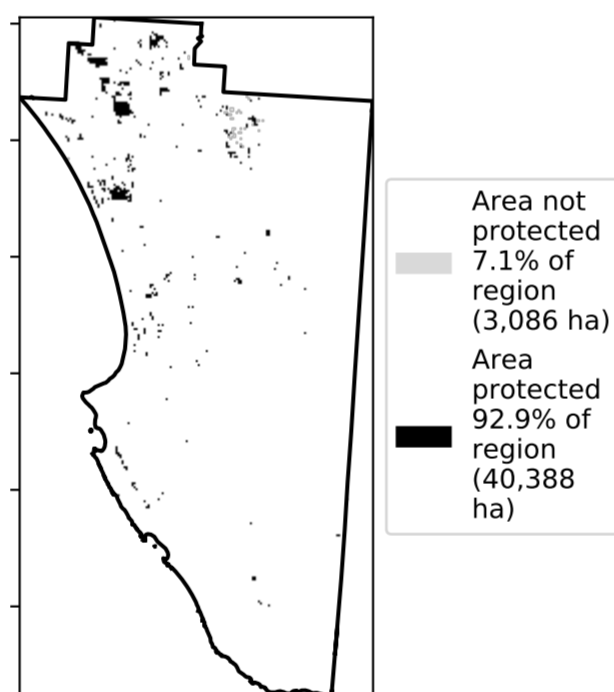 Area not
protected
7.1% of
region
(3,086 ha)
Area
protected
92.9% of
region
(40,388
ha)